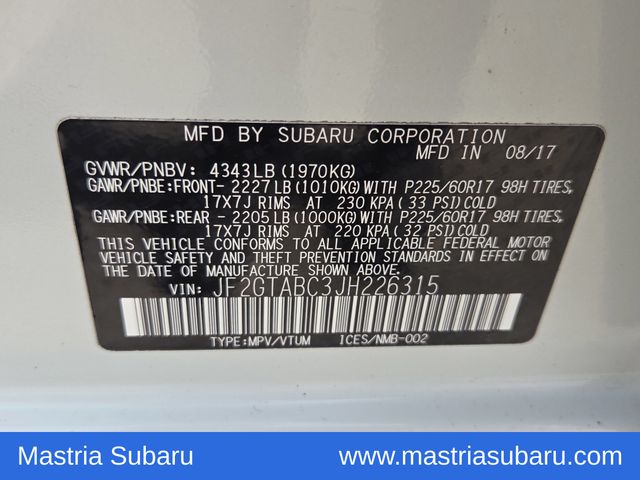 MFD BY SUBARU CORPORATION
MFD IN 08/17
GVWR/PNBV: 4343LB(1970KG)
GAWR/PNBE:FRONT-2227LB(1010KG)WITH P225/60R17 98H TIRES,
17X7J RIMS AT 230 KPA(33 PSI)COLD
GAWR/PNBE:REAR -2205LB(1000KG)WITH P225/60R17 98H TIRES,
17X7J RIMS AT 220 KPA(32 PSI)COLD
THIS VEHICLE CONFORMS TO ALL APPLICABLE FEDERAL MOTOR
VEHICLE SAFETY AND THEFT PREVENTION STANDARDS IN EFFECT
ON THE DATE OF MANUFACTURE SHOWN ABOVE.
VIN: JF2GTABC3JH226315
TYPE:MPV/VTUM ICES/NMB-002
Mastria Subaru www.mastriasubaru.com